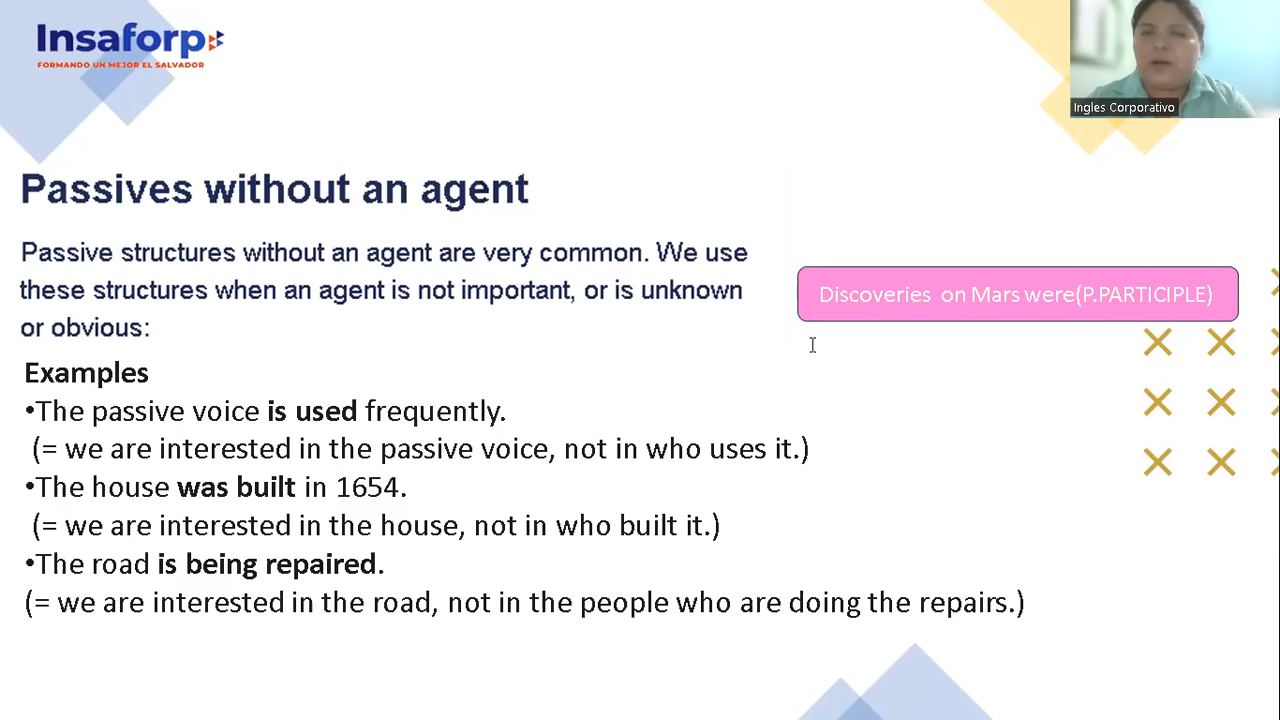 Insaforp
FORMANDO UN MEJOR EL SALVADOR
Ingles Corporativo
Passives without an agent
Passive structures without an agent are very common. We use
these structures when an agent is not important, or is unknown
or obvious:
Discoveries on Mars were(P.PARTICIPLE)
Examples
•The passive voice is used frequently.
(= we are interested in the passive voice, not in who uses it.)
•The house was built in 1654.
(= we are interested in the house, not in who built it.)
•The road is being repaired.
(= we are interested in the road, not in the people who are doing the repairs.)